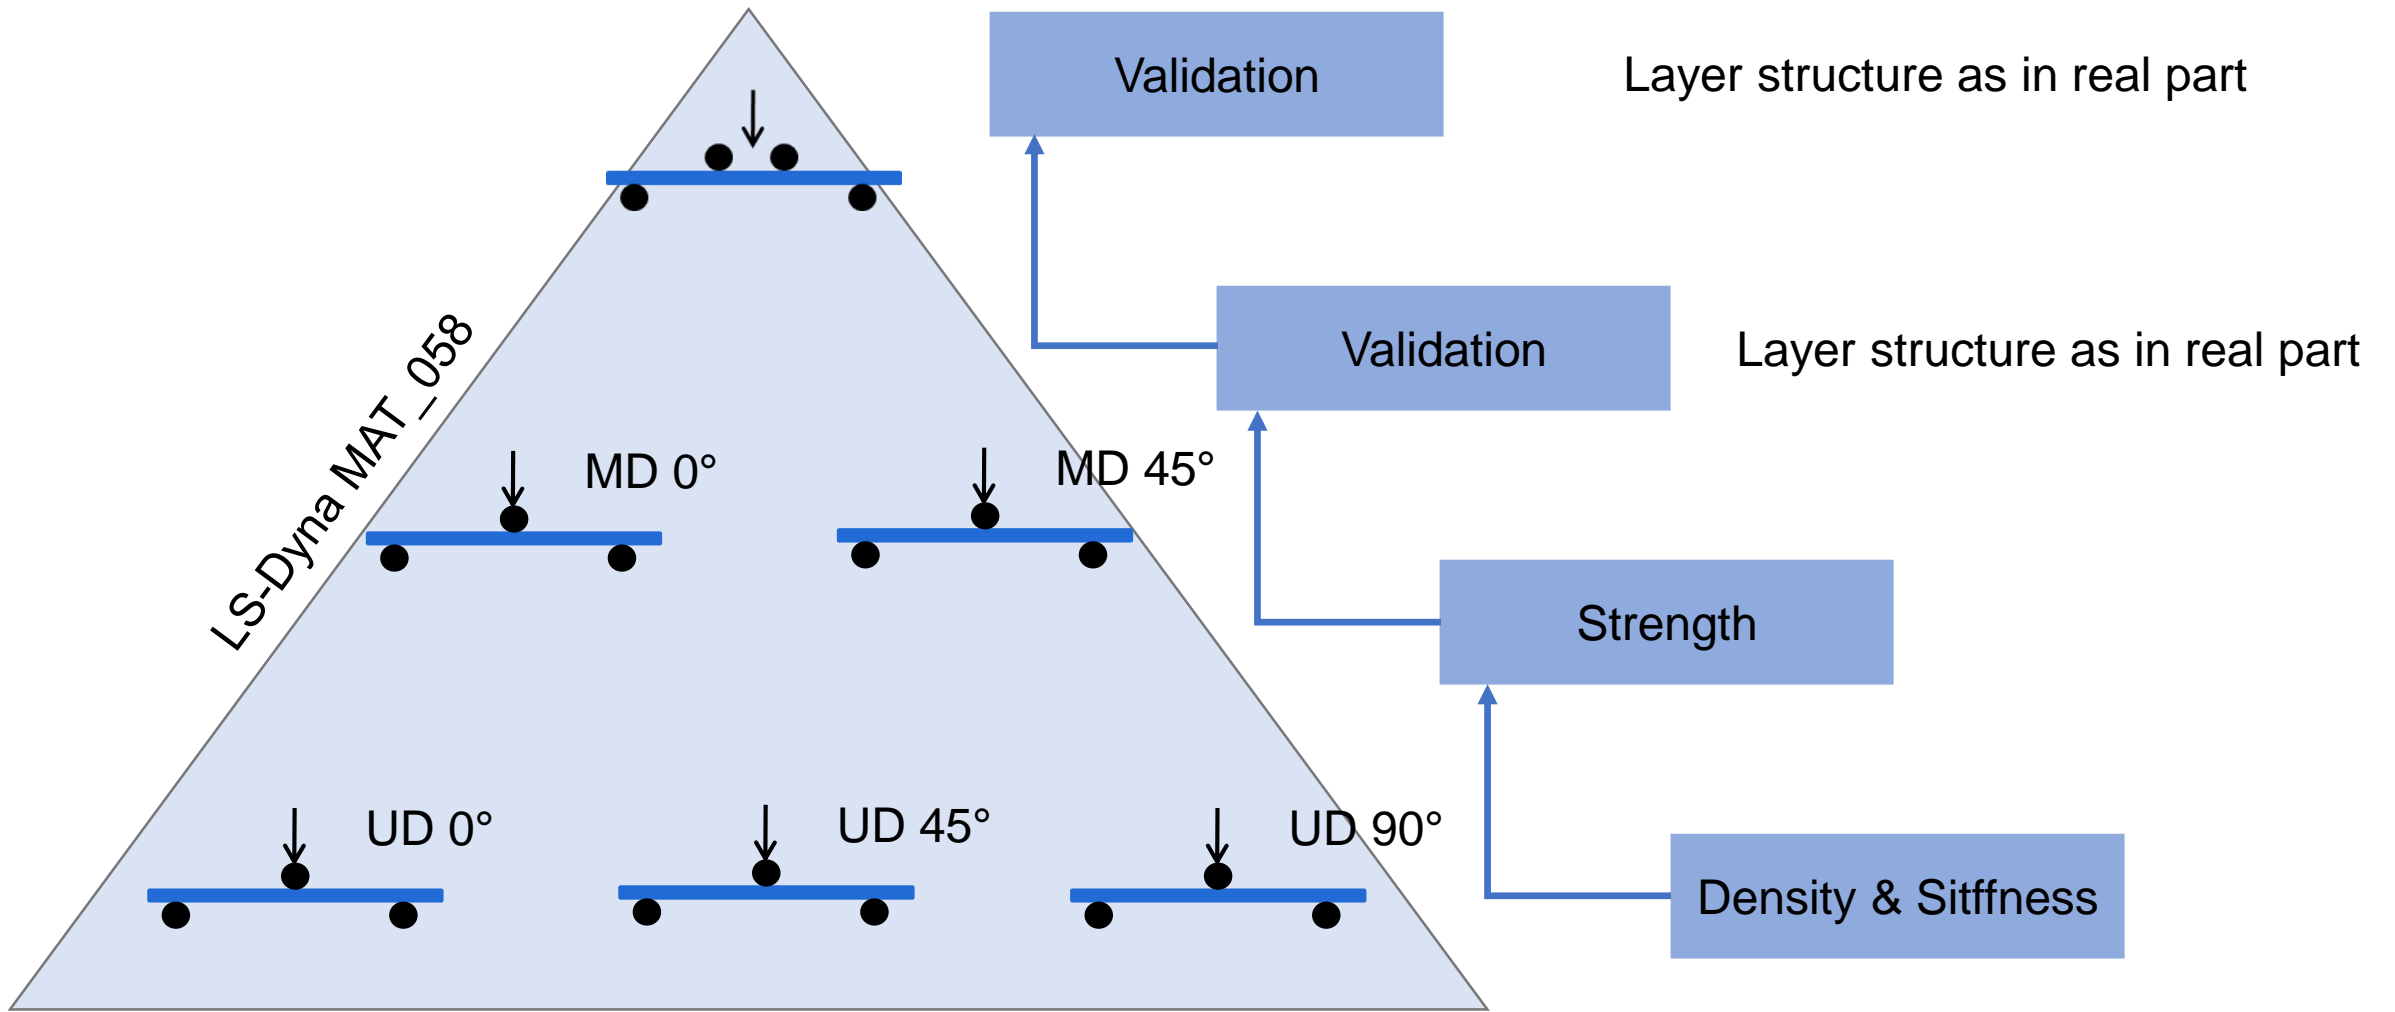 Validation
Layer structure as in real part
Validation
Layer structure as in real part
LS-Dyna MAT_058
MD 0°
MD 45°
Strength
UD 0°
UD 45°
UD 90°
Density & Sitffness